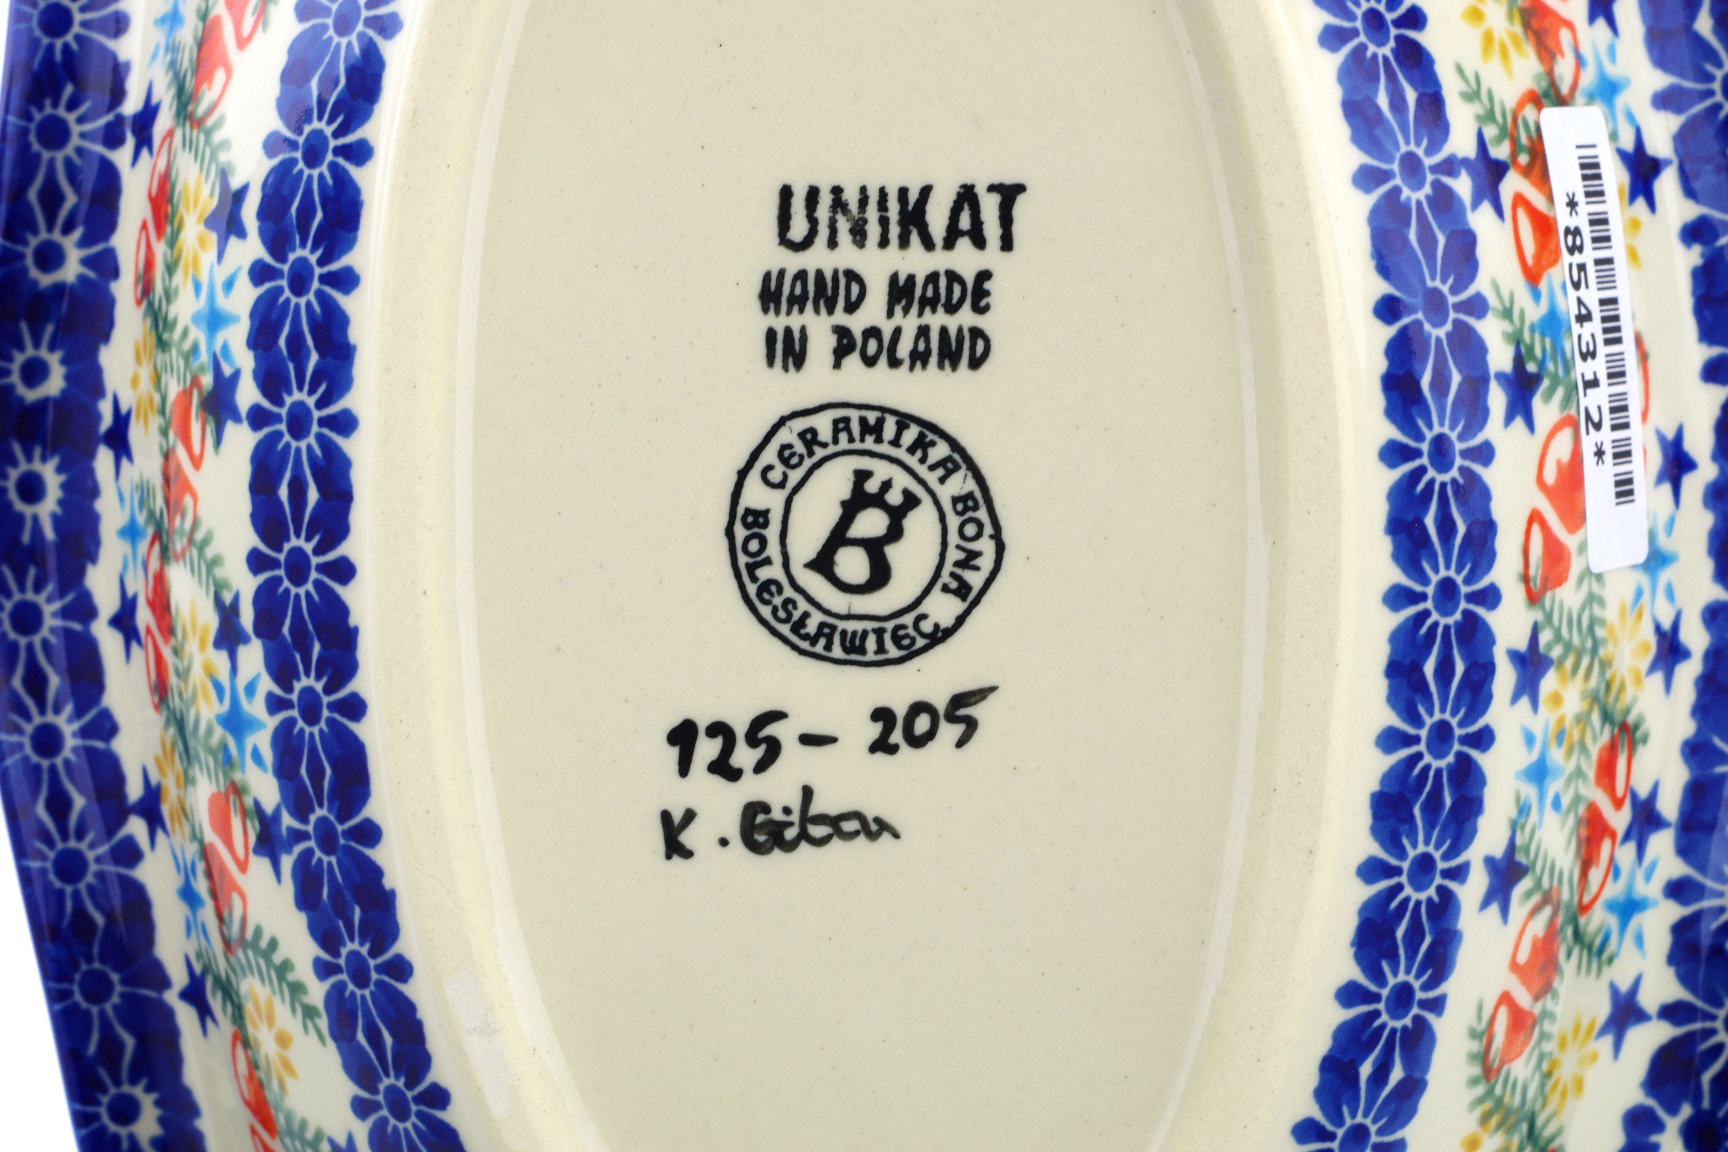 UNIKAT
HAND MADE
IN POLAND
CERAMIKA BONA
BOLESŁAWIEC
B
125-205
K.
*854312*